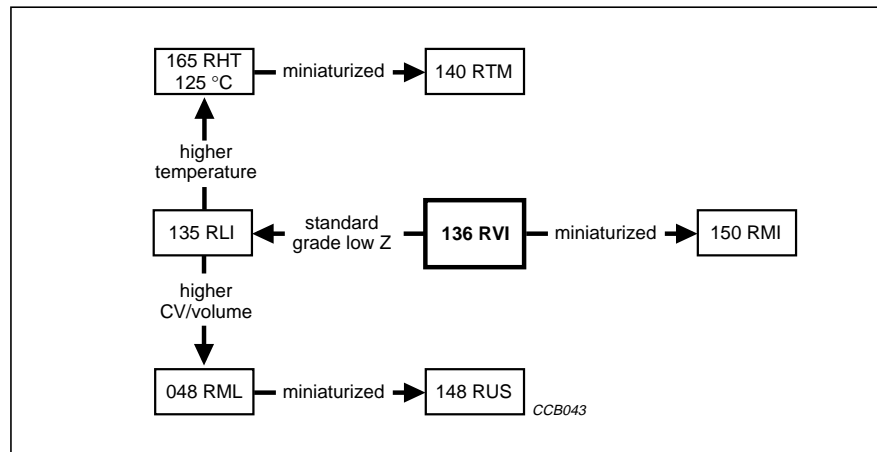 165 RHT
125 °C
miniaturized
140 RTM
higher
temperature
135 RLI
standard
grade low Z
136 RVI
miniaturized
150 RMI
higher
CV/volume
048 RML
miniaturized
148 RUS
CCB043